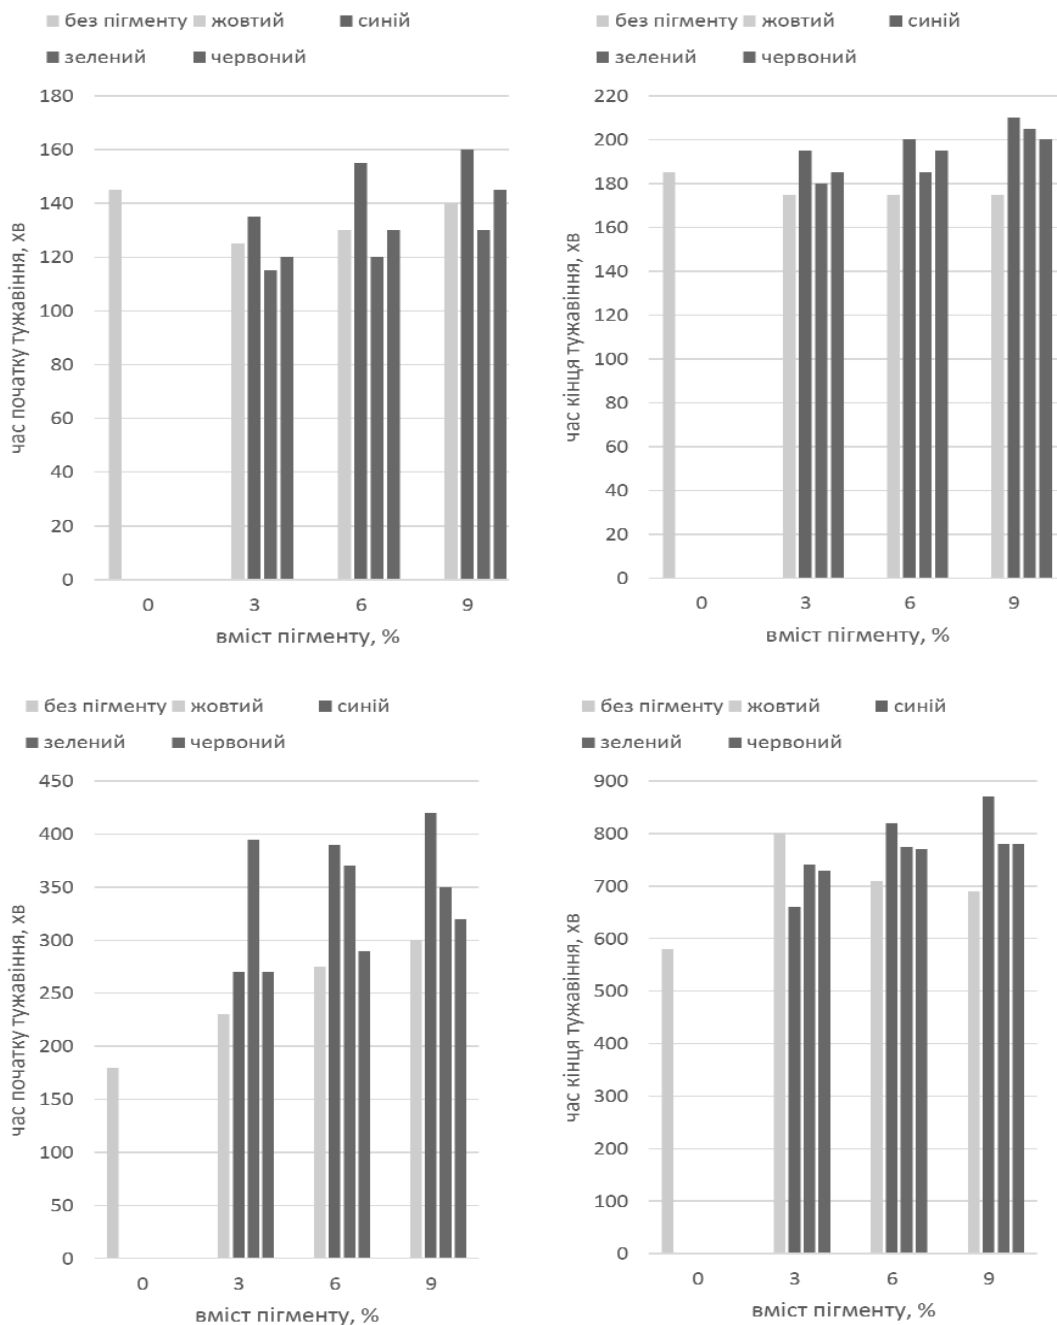 без пігменту жовтий синій
зелений червоний
180
160
140
120
100
80
60
40
20
0
час початку тужавіння, хв
0 3 6 9
вміст пігменту, %
без пігменту жовтий синій
зелений червоний
220
200
180
160
140
120
100
80
60
40
20
0
час кінця тужавіння, хв
0 3 6 9
вміст пігменту, %
без пігменту жовтий синій
зелений червоний
450
400
350
300
250
200
150
100
50
0
час початку тужавіння, хв
0 3 6 9
вміст пігменту, %
без пігменту жовтий синій
зелений червоний
900
800
700
600
500
400
300
200
100
0
час кінця тужавіння, хв
0 3 6 9
вміст пігменту, %